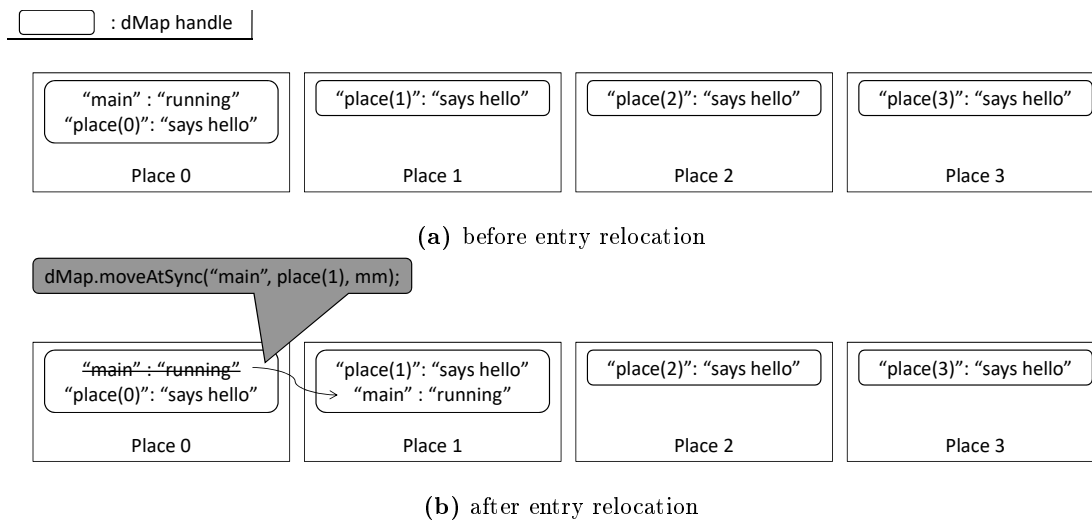 : dMap handle
“main” : “running”
“place(0)”: “says hello”
Place 0
“place(1)”: “says hello”
Place 1
“place(2)”: “says hello”
Place 2
“place(3)”: “says hello”
Place 3
(a) before entry relocation
dMap.moveAtSync(“main”, place(1), mm);
“main” : “running”
“place(0)”: “says hello”
Place 0
“place(1)”: “says hello”
“main” : “running”
Place 1
“place(2)”: “says hello”
Place 2
“place(3)”: “says hello”
Place 3
(b) after entry relocation